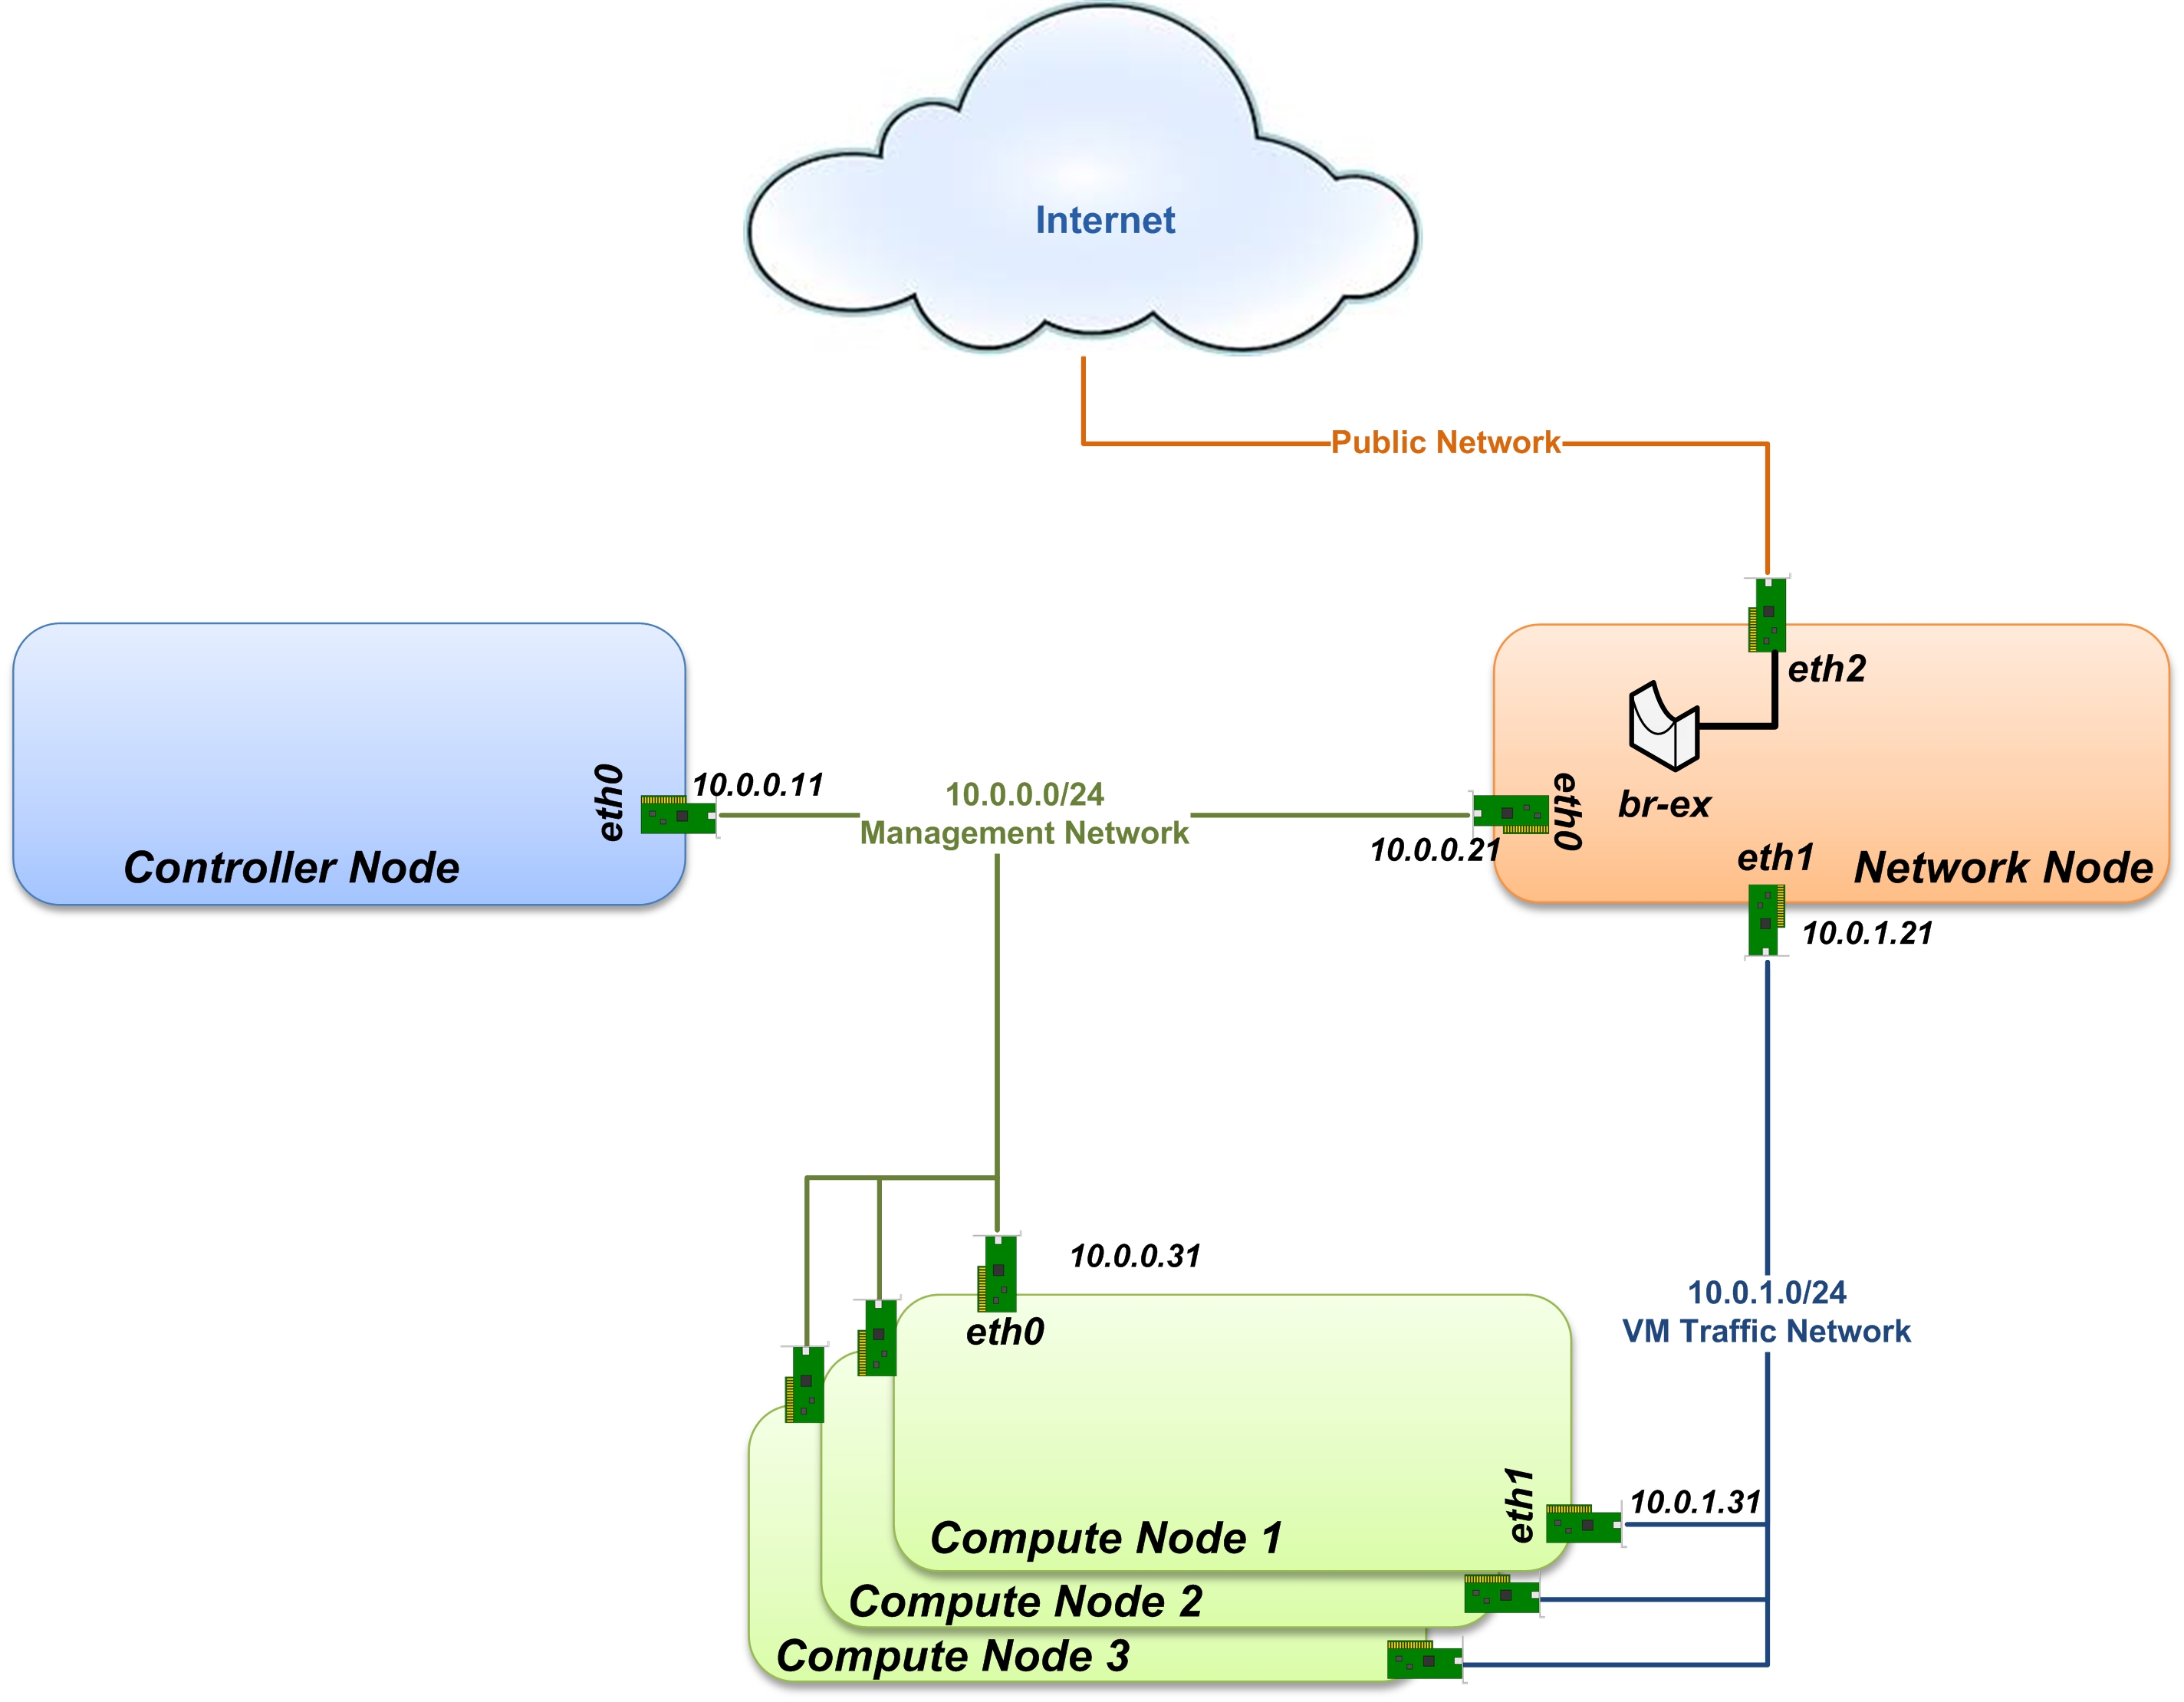 Internet
Public Network
eth2
br-ex
eth0
10.0.0.11
10.0.0.0/24
Management Network
10.0.0.21
eth0
eth1
Controller Node
Network Node
10.0.1.21
10.0.0.31
eth0
10.0.1.0/24
VM Traffic Network
eth1
10.0.1.31
Compute Node 1
Compute Node 2
Compute Node 3